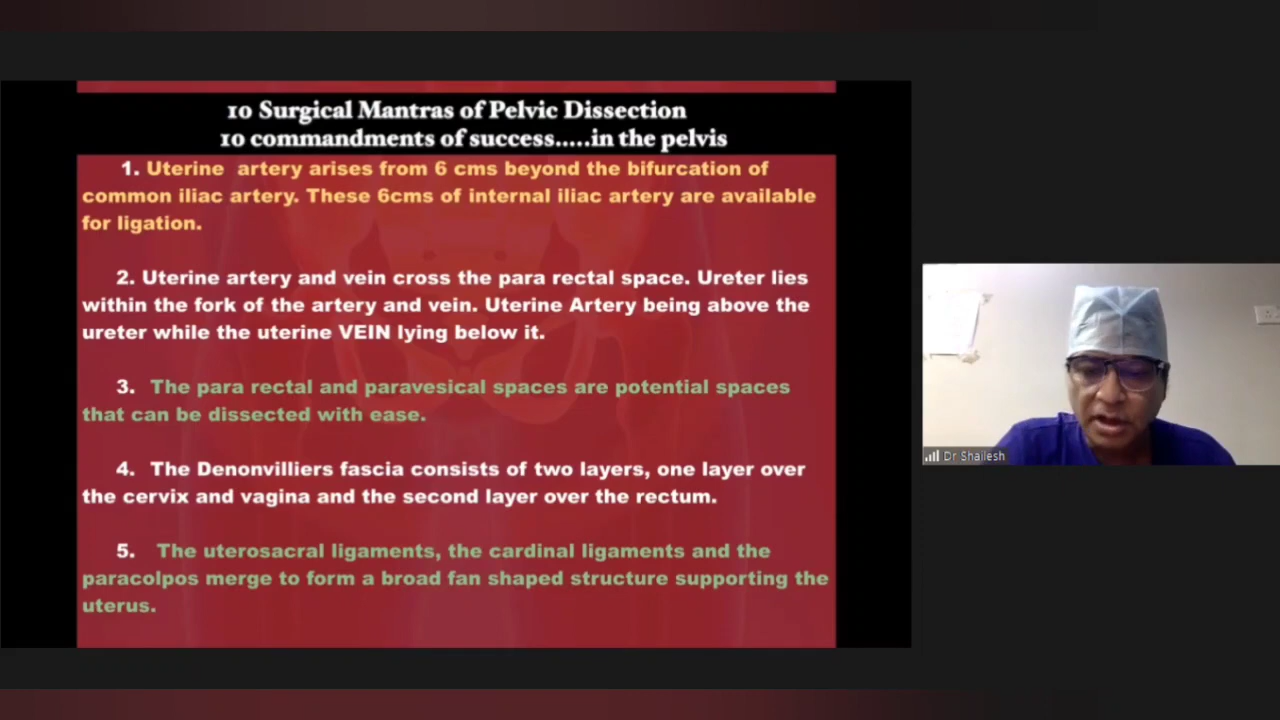 10 Surgical Mantras of Pelvic Dissection
10 commandments of success.....in the pelvis
1. Uterine artery arises from 6 cms beyond the bifurcation of
common iliac artery. These 6cms of internal iliac artery are available
for ligation.
2. Uterine artery and vein cross the para rectal space. Ureter lies
within the fork of the artery and vein. Uterine Artery being above the
ureter while the uterine VEIN lying below it.
3. The para rectal and paravesical spaces are potential spaces
that can be dissected with ease.
4. The Denonvilliers fascia consists of two layers, one layer over
the cervix and vagina and the second layer over the rectum.
5. The uterosacral ligaments, the cardinal ligaments and the
paracolpos merge to form a broad fan shaped structure supporting the
uterus.
Dr Shailesh